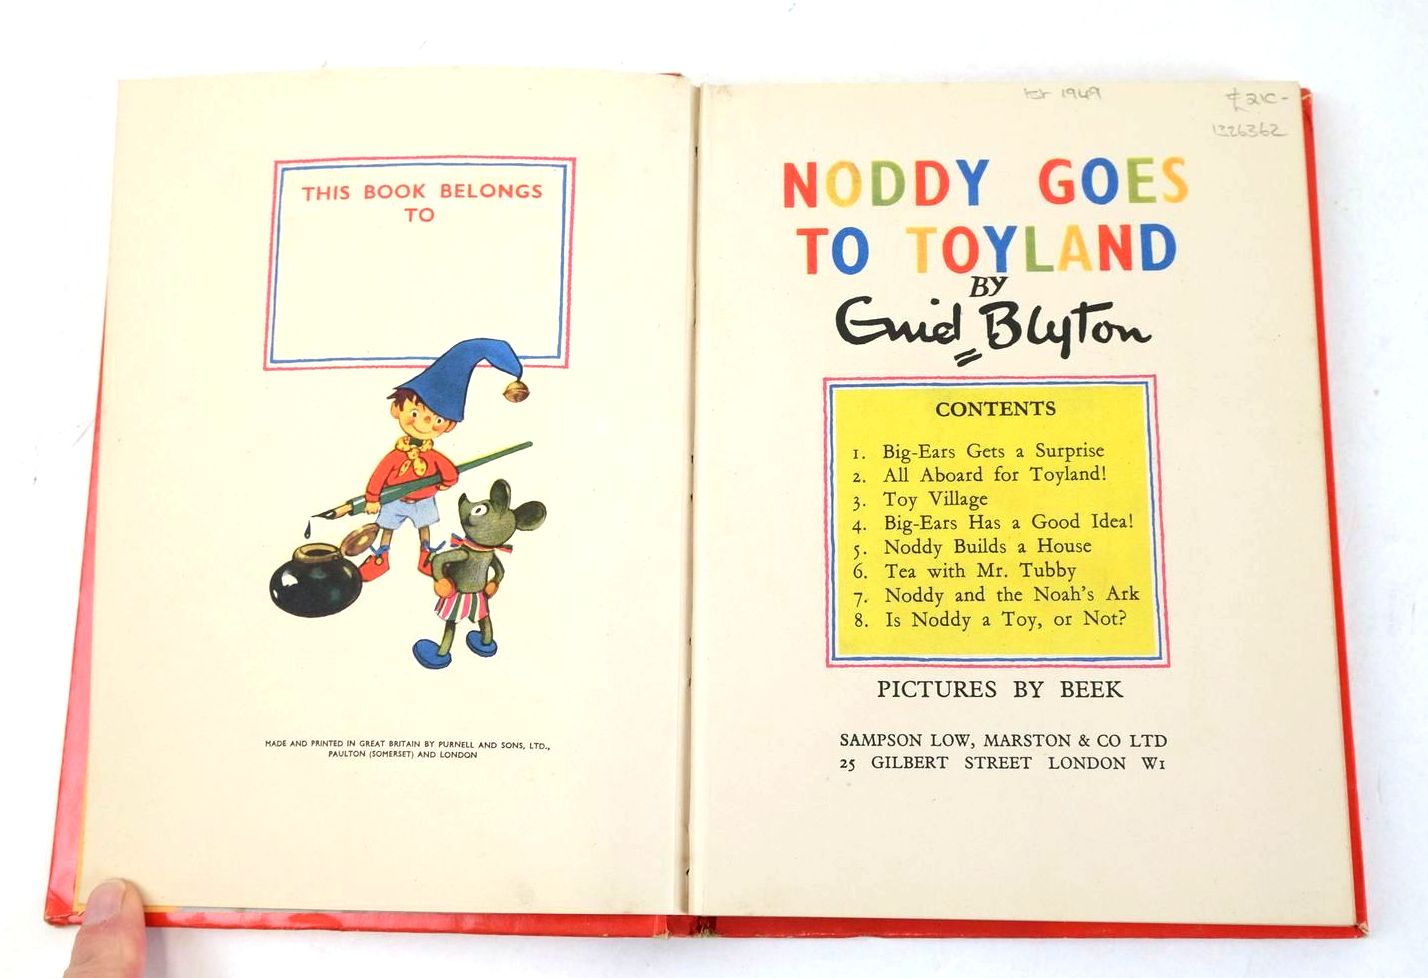 THIS BOOK BELONGS
TO
MADE AND PRINTED IN GREAT BRITAIN BY PURNELL AND SONS, LTD.,
PAULTON (SOMERSET) AND LONDON
1949
1326362
NODDY GOES
TO TOYLAND
BY
Enid Blyton
CONTENTS
1. Big-Ears Gets a Surprise
2. All Aboard for Toyland!
3. Toy Village
4. Big-Ears Has a Good Idea!
5. Noddy Builds a House
6. Tea with Mr. Tubby
7. Noddy and the Noah's Ark
8. Is Noddy a Toy, or Not?
PICTURES BY BEEK
SAMPSON LOW, MARSTON & CO LTD
25 GILBERT STREET LONDON W1